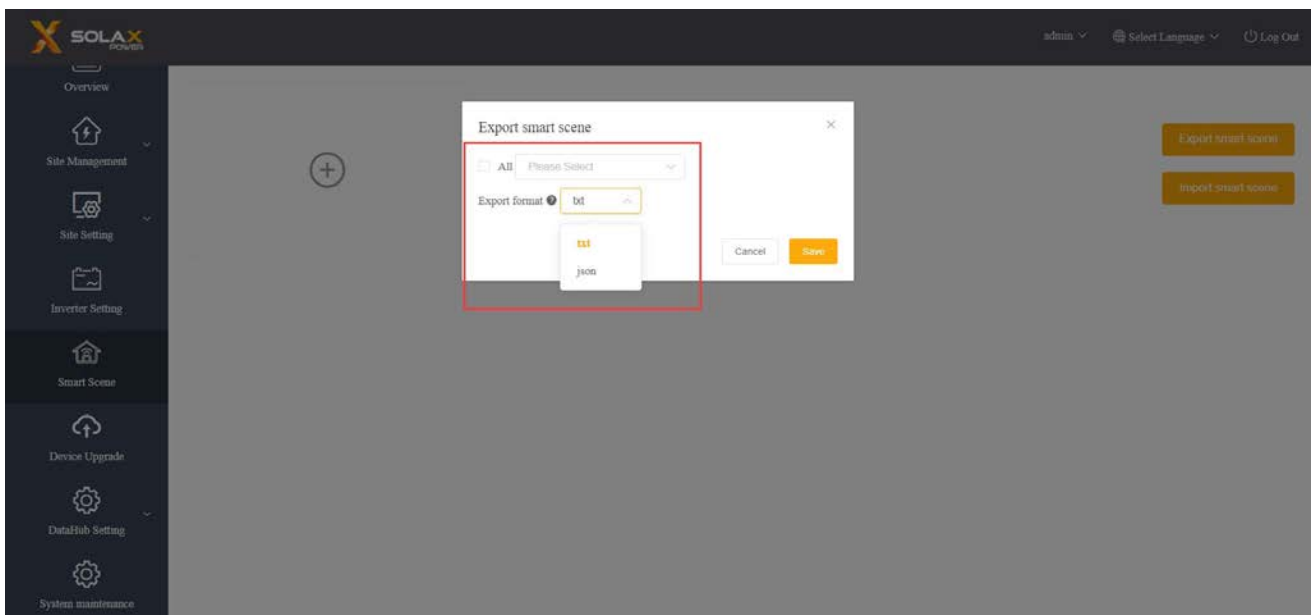 SOLAX
POWER
admin
Select Language
Log Out
Overview
Site Management
Site Setting
Inverter Setting
Smart Scene
Device Upgrade
DataHub Setting
System maintenance
Export smart scene
All Please Select
Export format ? txt
txt
json
Cancel Save
Export smart scene
Import smart scene